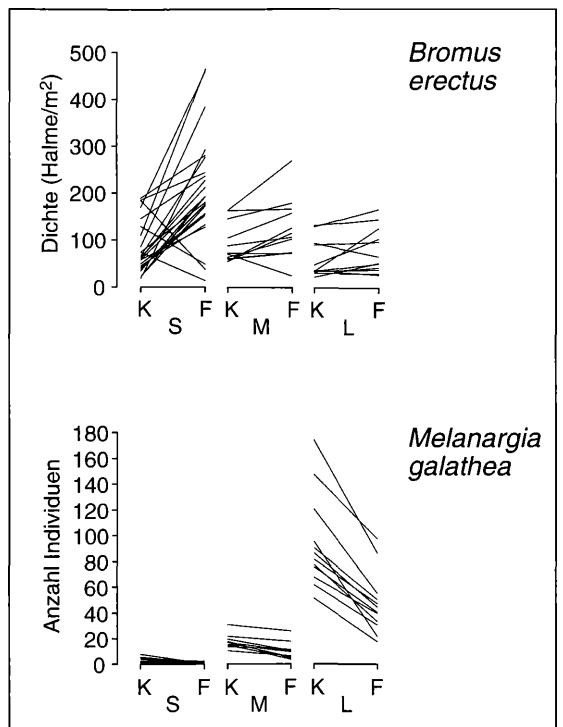 Bromus
erectus
Dichte (Halme/m²)
500
400
300
200
100
0
K F K F K F
S M L
Melanargia
galathea
Anzahl Individuen
180
160
140
120
100
80
60
40
20
0
K F K F K F
S M L